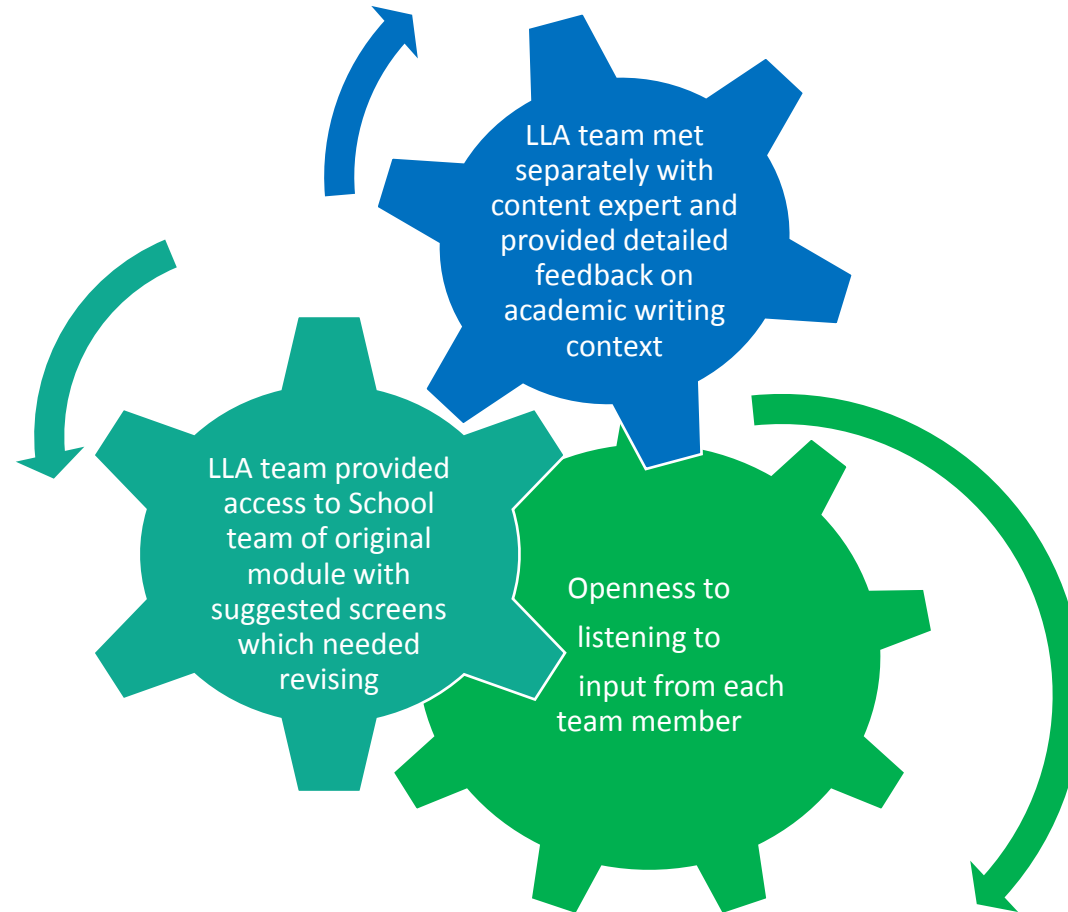 LLA team met
separately with
content expert and
provided detailed
feedback on
academic writing
context
LLA team provided
access to School
team of original
module with
suggested screens
which needed
revising
Openness to
listening to
input from each
team member